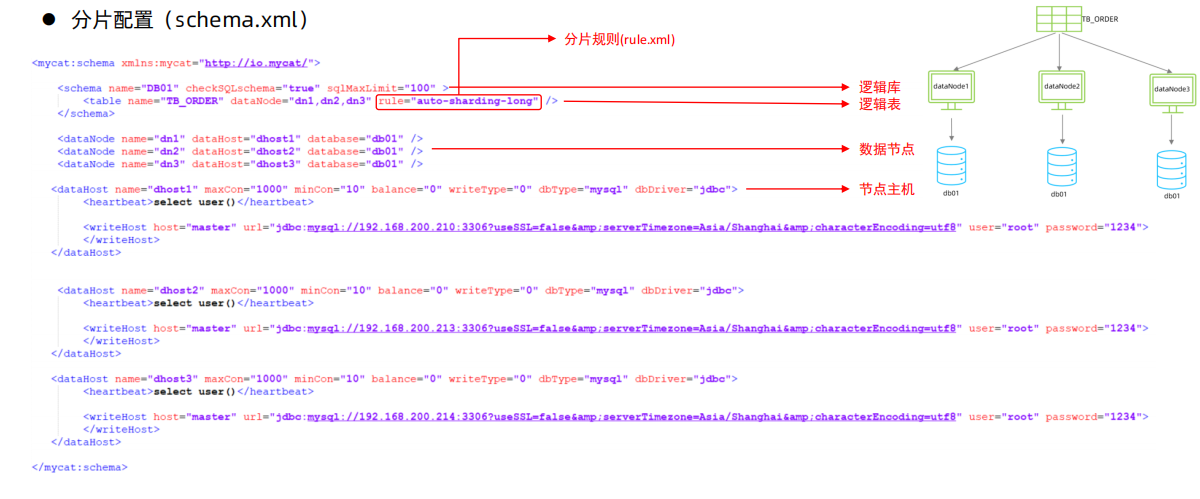 ● 分片配置（schema.xml）
分片规则(rule.xml)
TB_ORDER
<mycat:schema xmlns:mycat="http://io.mycat/">
<schema name="DB01" checkSQLschema="true" sqlMaxLimit="100" >
逻辑库
<table name="TB_ORDER" dataNode="dn1,dn2,dn3" rule="auto-sharding-long" />
逻辑表
</schema>
dataNode1
dataNode2
dataNode3
<dataNode name="dn1" dataHost="dhost1" database="db01" />
<dataNode name="dn2" dataHost="dhost2" database="db01" />
数据节点
<dataNode name="dn3" dataHost="dhost3" database="db01" />
db01
db01
db01
<dataHost name="dhost1" maxCon="1000" minCon="10" balance="0" writeType="0" dbType="mysql" dbDriver="jdbc">
节点主机
<heartbeat>select user()</heartbeat>
<writeHost host="master" url="jdbc:mysql://192.168.200.210:3306?useSSL=false&amp;serverTimezone=Asia/Shanghai&amp;characterEncoding=utf8" user="root" password="1234">
</writeHost>
</dataHost>
<dataHost name="dhost2" maxCon="1000" minCon="10" balance="0" writeType="0" dbType="mysql" dbDriver="jdbc">
<heartbeat>select user()</heartbeat>
<writeHost host="master" url="jdbc:mysql://192.168.200.213:3306?useSSL=false&amp;serverTimezone=Asia/Shanghai&amp;characterEncoding=utf8" user="root" password="1234">
</writeHost>
</dataHost>
<dataHost name="dhost3" maxCon="1000" minCon="10" balance="0" writeType="0" dbType="mysql" dbDriver="jdbc">
<heartbeat>select user()</heartbeat>
<writeHost host="master" url="jdbc:mysql://192.168.200.214:3306?useSSL=false&amp;serverTimezone=Asia/Shanghai&amp;characterEncoding=utf8" user="root" password="1234">
</writeHost>
</dataHost>
</mycat:schema>